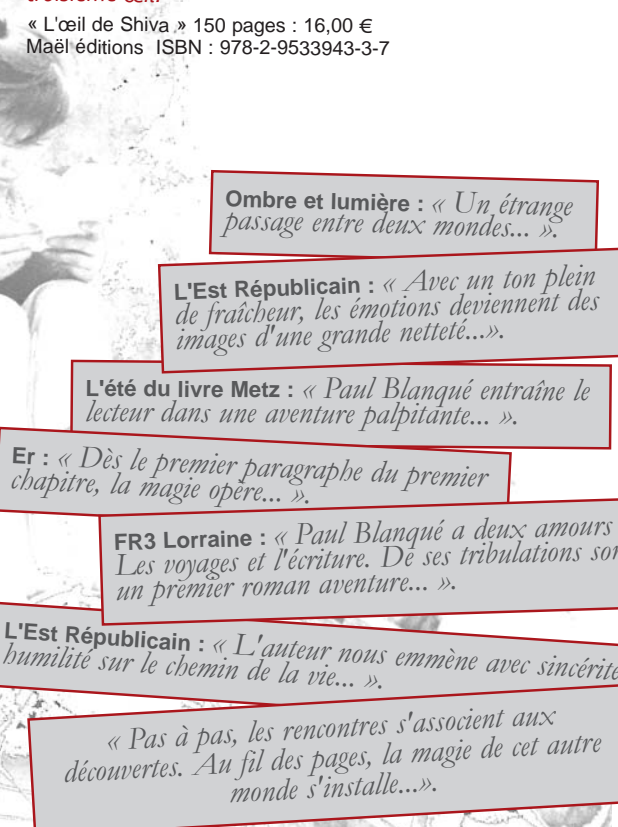 troisième œil.
« L'œil de Shiva » 150 pages : 16,00 €
Maël éditions ISBN : 978-2-9533943-3-7
Ombre et lumière : « Un étrange
passage entre deux mondes... ».
L'Est Républicain : « Avec un ton plein
de fraîcheur, les émotions deviennent des
images d'une grande netteté...».
L'été du livre Metz : « Paul Blanqué entraîne le
lecteur dans une aventure palpitante... ».
Er : « Dès le premier paragraphe du premier
chapitre, la magie opère... ».
FR3 Lorraine : « Paul Blanqué a deux amours
Les voyages et l'écriture. De ses tribulations
un premier roman aventure... ».
L'Est Républicain : « L'auteur nous emmène avec sincérité
humilité sur le chemin de la vie... ».
« Pas à pas, les rencontres s'associent aux
découvertes. Au fil des pages, la magie de cet autre
monde s'installe...».